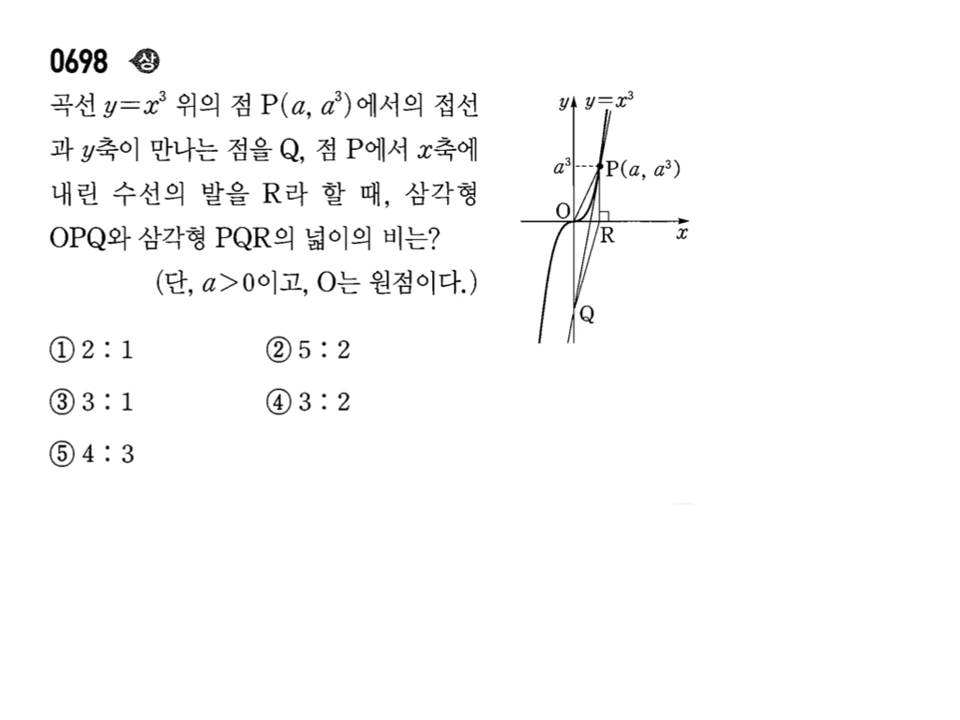 0698 상
곡선 y=x³ 위의 점 P(a, a³)에서의 접선
과 y축이 만나는 점을 Q, 점 P에서 x축에
내린 수선의 발을 R라 할 때, 삼각형
OPQ와 삼각형 PQR의 넓이의 비는?
(단, a>0이고, O는 원점이다.)
① 2 : 1
② 5 : 2
③ 3 : 1
④ 3 : 2
⑤ 4 : 3
y y=x³
a³ P(a, a³)
O
R x
Q